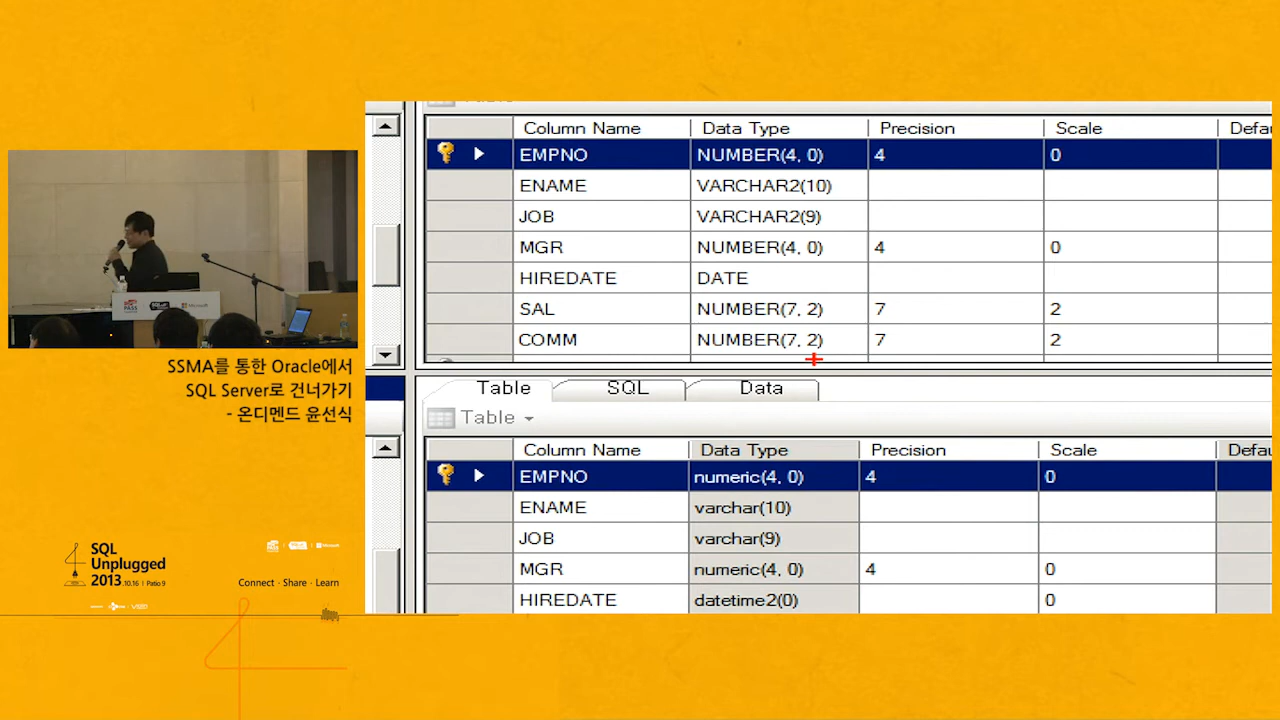 Column Name Data Type Precision Scale
EMPNO NUMBER(4, 0) 4 0
ENAME VARCHAR2(10)
JOB VARCHAR2(9)
MGR NUMBER(4, 0) 4 0
HIREDATE DATE
SAL NUMBER(7, 2) 7 2
COMM NUMBER(7, 2) 7 2
Table SQL Data
Table
Column Name Data Type Precision Scale
EMPNO numeric(4, 0) 4 0
ENAME varchar(10)
JOB varchar(9)
MGR numeric(4, 0) 4 0
HIREDATE datetime2(0) 0
SSMA를 통한 Oracle에서
SQL Server로 건너가기
- 온디멘드 윤선식
SQL
Unplugged
2013.10.16 | Patio 9
Connect · Share · Learn